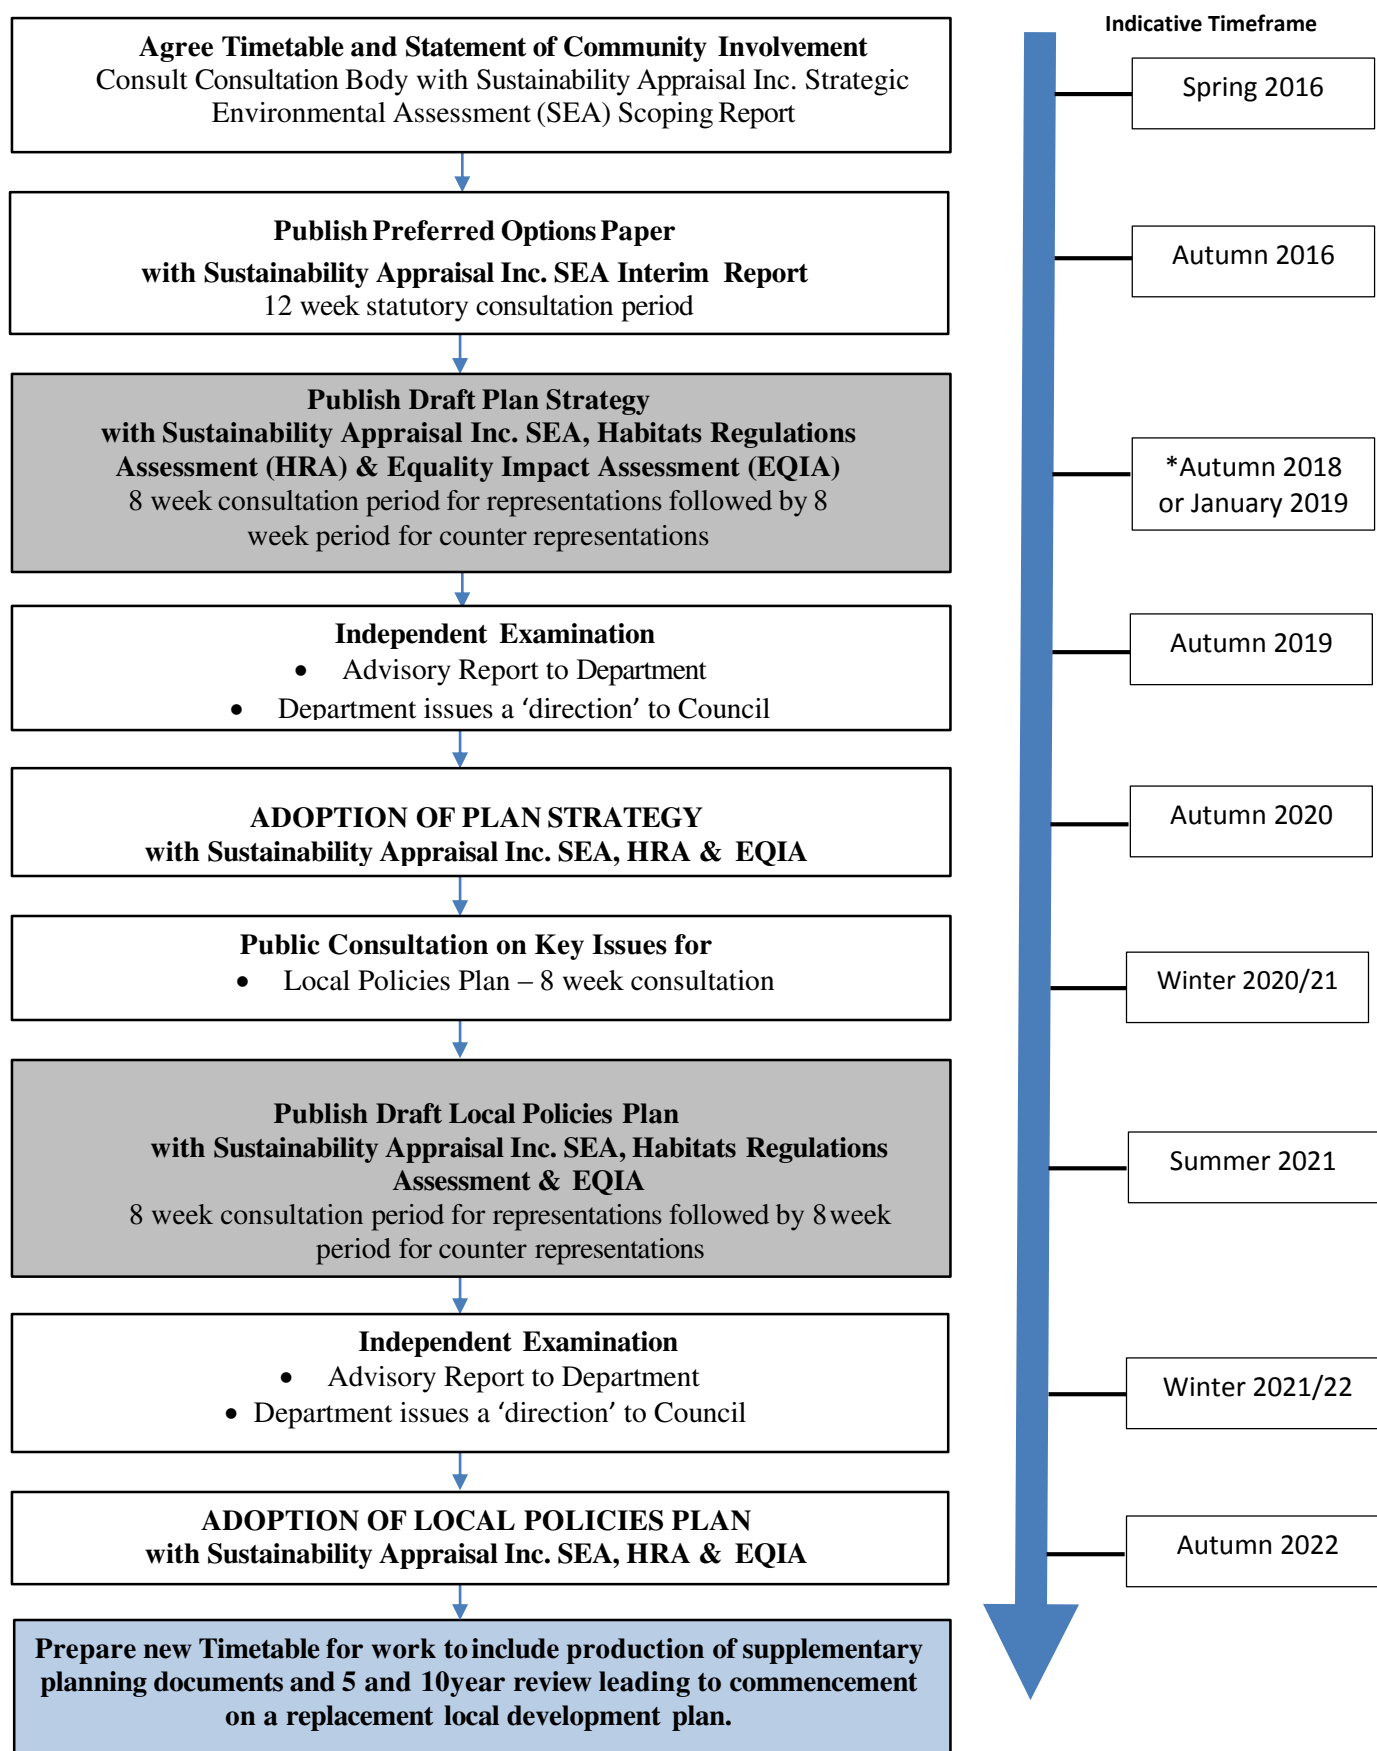 Indicative Timeframe
Agree Timetable and Statement of Community Involvement
Consult Consultation Body with Sustainability Appraisal Inc. Strategic
Environmental Assessment (SEA) Scoping Report
Spring 2016
Publish Preferred Options Paper
with Sustainability Appraisal Inc. SEA Interim Report
12 week statutory consultation period
Autumn 2016
Publish Draft Plan Strategy
with Sustainability Appraisal Inc. SEA, Habitats Regulations
Assessment (HRA) & Equality Impact Assessment (EQIA)
8 week consultation period for representations followed by 8
week period for counter representations
*Autumn 2018
or January 2019
Independent Examination
• Advisory Report to Department
• Department issues a ‘direction’ to Council
Autumn 2019
ADOPTION OF PLAN STRATEGY
with Sustainability Appraisal Inc. SEA, HRA & EQIA
Autumn 2020
Public Consultation on Key Issues for
• Local Policies Plan – 8 week consultation
Winter 2020/21
Publish Draft Local Policies Plan
with Sustainability Appraisal Inc. SEA, Habitats Regulations
Assessment & EQIA
8 week consultation period for representations followed by 8 week
period for counter representations
Summer 2021
Independent Examination
• Advisory Report to Department
• Department issues a ‘direction’ to Council
Winter 2021/22
ADOPTION OF LOCAL POLICIES PLAN
with Sustainability Appraisal Inc. SEA, HRA & EQIA
Autumn 2022
Prepare new Timetable for work to include production of supplementary
planning documents and 5 and 10year review leading to commencement
on a replacement local development plan.